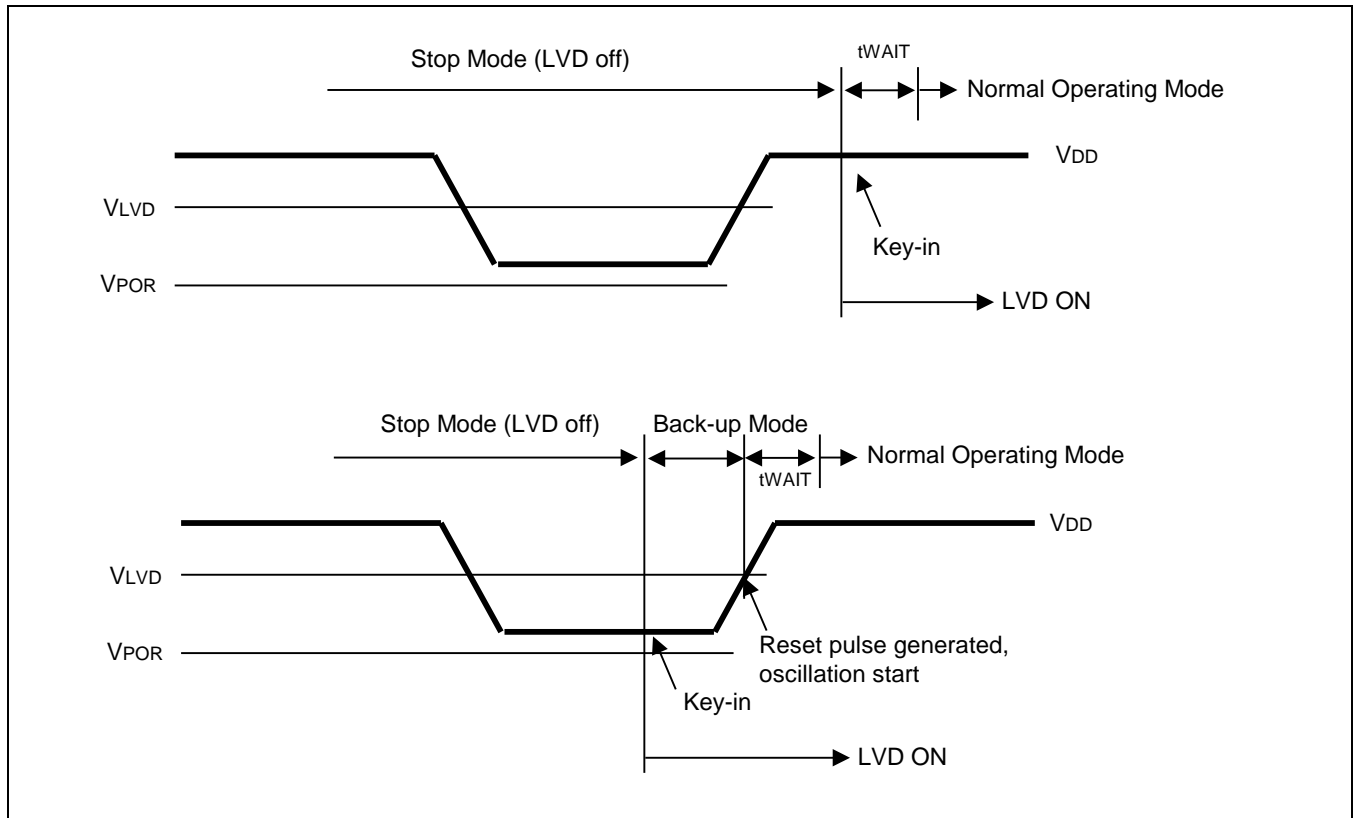 Stop Mode (LVD off)
tWAIT
Normal Operating Mode
VDD
VLVD
Key-in
VPOR
LVD ON
Stop Mode (LVD off)
Back-up Mode
Normal Operating Mode
tWAIT
VDD
VLVD
VPOR
Reset pulse generated,
oscillation start
Key-in
LVD ON